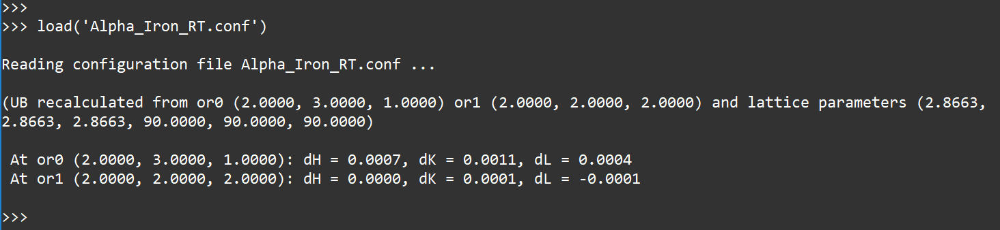 >>>
>>> load('Alpha_Iron_RT.conf')
Reading configuration file Alpha_Iron_RT.conf ...
(UB recalculated from or0 (2.0000, 3.0000, 1.0000) or1 (2.0000, 2.0000, 2.0000) and lattice parameters (2.8663,
2.8663, 2.8663, 90.0000, 90.0000, 90.0000)
At or0 (2.0000, 3.0000, 1.0000): dH = 0.0007, dK = 0.0011, dL = 0.0004
At or1 (2.0000, 2.0000, 2.0000): dH = 0.0000, dK = 0.0001, dL = -0.0001
>>>